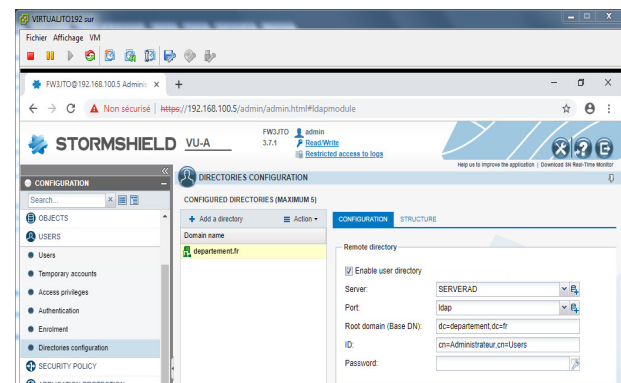 VIRTUALITO192 sur
Fichier Affichage VM
FW3JTO@192.168.100.5 Adminis
Non sécurisé | https://192.168.100.5/admin/admin.html#ldapmodule
STORMSHIELD VU-A
FW3JTO admin
3.7.1 Read/Write
Restricted access to logs
Help us to improve the application | Download SN Real-Time Monitor
CONFIGURATION
DIRECTORIES CONFIGURATION
Search...
CONFIGURED DIRECTORIES (MAXIMUM 5)
OBJECTS
+ Add a directory Action
CONFIGURATION STRUCTURE
USERS
Domain name
departement.fr
Remote directory
Users
Enable user directory
Temporary accounts
Server: SERVERAD
Access privileges
Port: ldap
Authentication
Root domain (Base DN): dc=departement,dc=fr
Enrolment
ID: cn=Administrateur,cn=Users
Directories configuration
Password:
SECURITY POLICY
APPLICATION PROTECTION